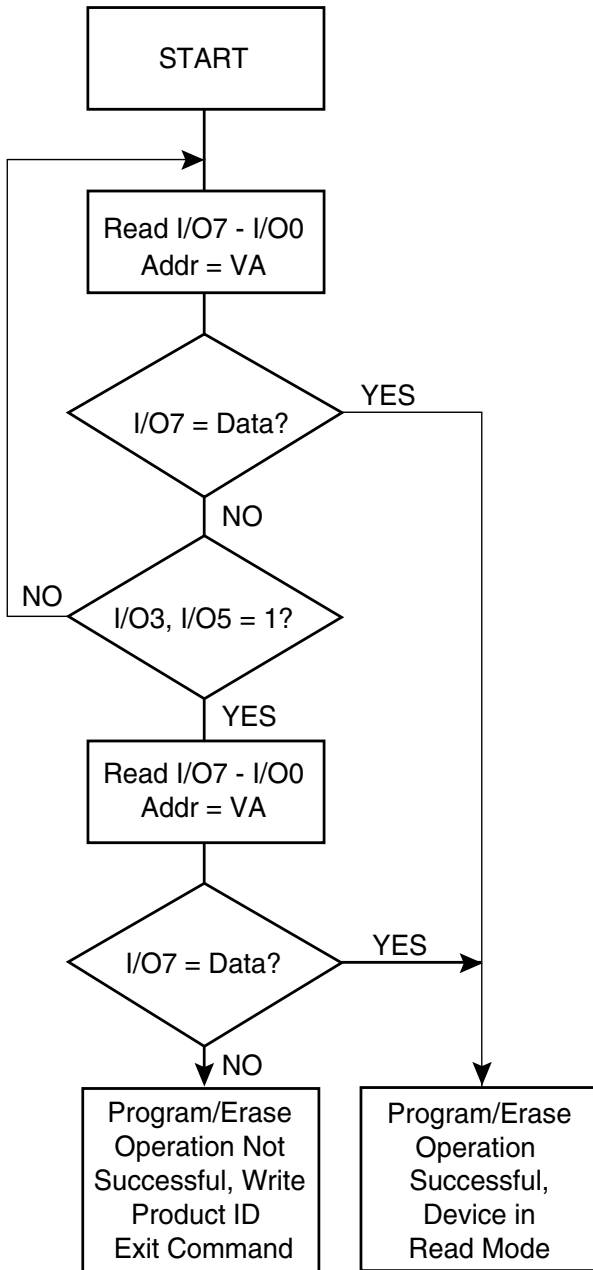 START
Read I/O7 - I/O0
Addr = VA
I/O7 = Data?
YES
NO
I/O3, I/O5 = 1?
NO
YES
Read I/O7 - I/O0
Addr = VA
I/O7 = Data?
YES
NO
Program/Erase
Operation Not
Successful, Write
Product ID
Exit Command
Program/Erase
Operation
Successful,
Device in
Read Mode